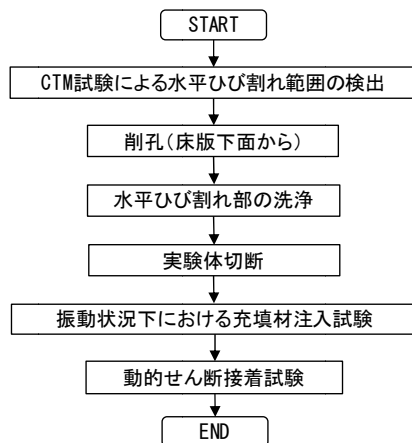 START
CTM試験による水平ひび割れ範囲の検出
削孔(床版下面から)
水平ひび割れ部の洗浄
実験体切断
振動状況下における充填材注入試験
動的せん断接着試験
END